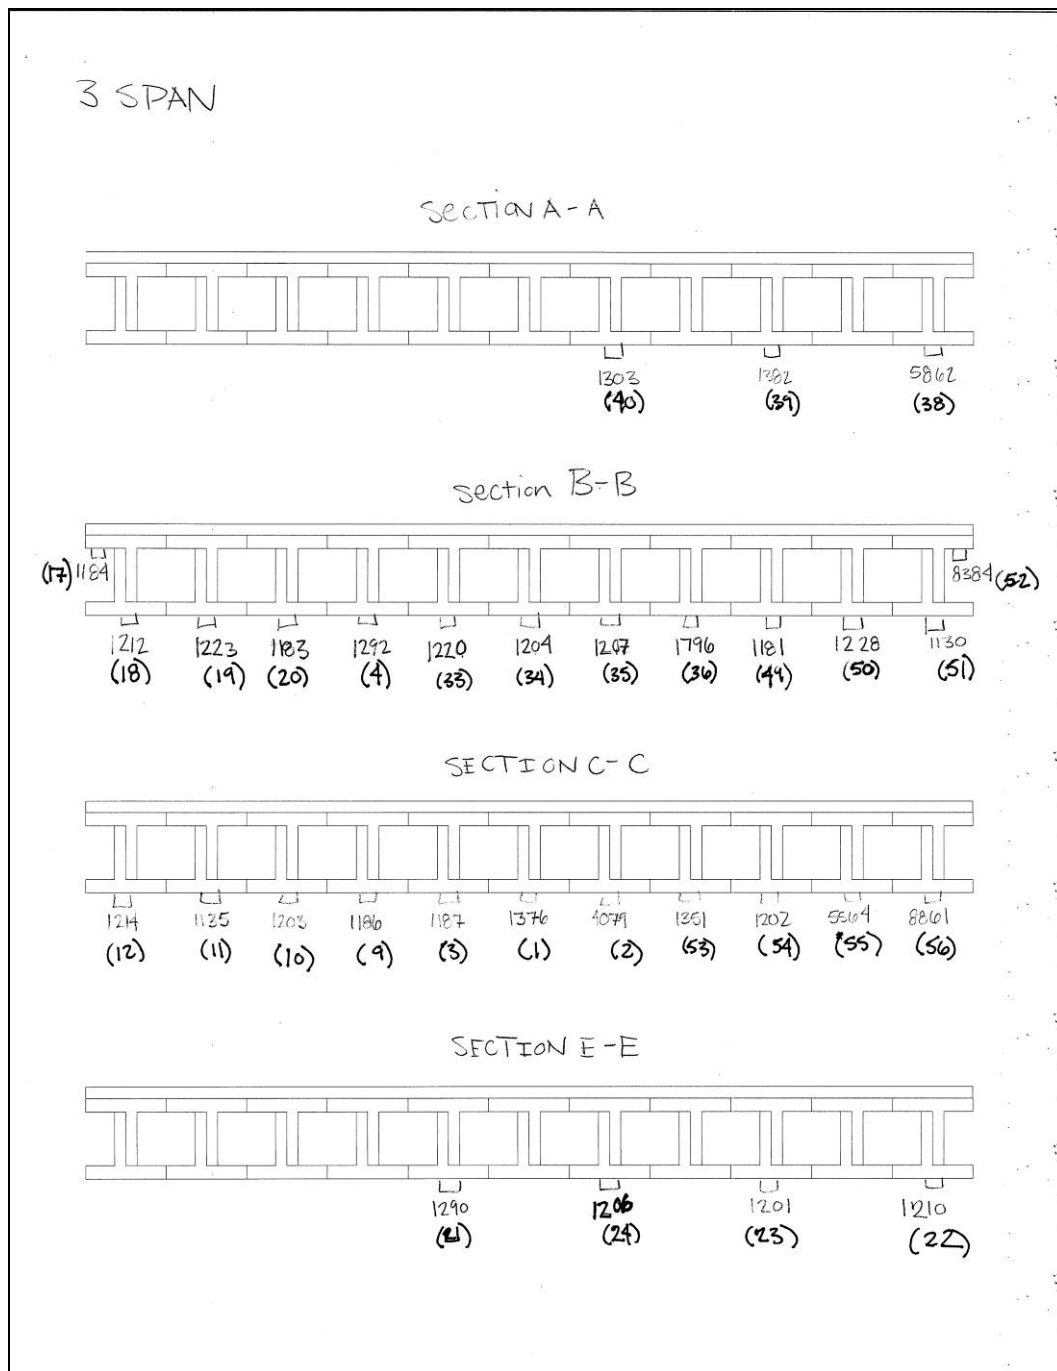 3 SPAN
SECTION A-A
1303 1382 5862
(40) (39) (38)
Section B-B
(17) 1184 8384 (52)
1212 1223 1183 1292 1220 1204 1207 1796 1181 1228 1130
(18) (19) (20) (4) (33) (34) (35) (36) (49) (50) (51)
SECTION C-C
1214 1135 1203 1186 1187 1376 4079 1351 1202 5564 8861
(12) (11) (10) (9) (3) (1) (2) (53) (54) (55) (56)
SECTION E-E
1290 1206 1201 1210
(21) (24) (23) (22)